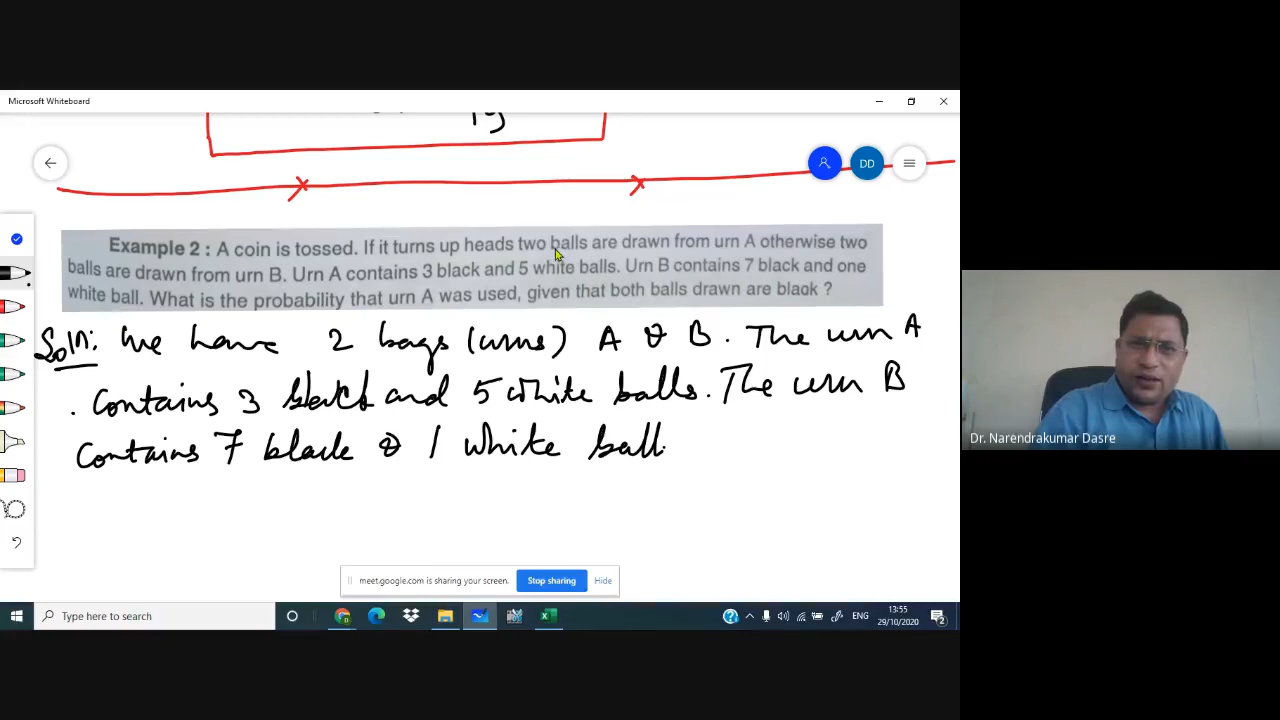 Microsoft Whiteboard
DD
Example 2 : A coin is tossed. If it turns up heads two balls are drawn from urn A otherwise two
balls are drawn from urn B. Urn A contains 3 black and 5 white balls. Urn B contains 7 black and one
white ball. What is the probability that urn A was used, given that both balls drawn are black ?
Soln: We have 2 bags (urns) A & B. The urn A
contains 3 black and 5 white balls. The urn B
contains 7 black & 1 white ball.
Dr. Narendrakumar Dasre
meet.google.com is sharing your screen.
Stop sharing
Hide
Type here to search
ENG
13:55
29/10/2020
2